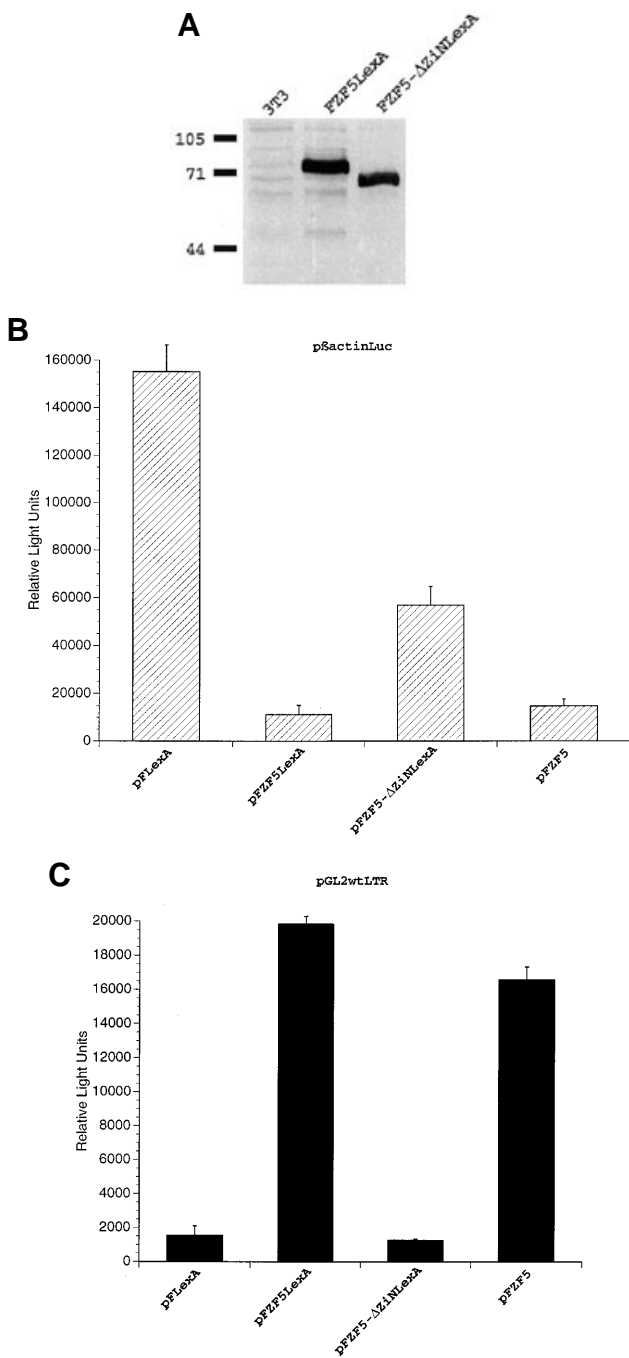 A
3T3
FZF5LexA
FZF5-ΔZiNLexA
105
71
44
B
pßactinLuc
Relative Light Units
160000
140000
120000
100000
80000
60000
40000
20000
0
pFLexA
pFZF5LexA
pFZF5-ΔZiNLexA
pFZF5
C
pGL2wtLTR
Relative Light Units
20000
18000
16000
14000
12000
10000
8000
6000
4000
2000
0
pFLexA
pFZF5LexA
pFZF5-ΔZiNLexA
pFZF5